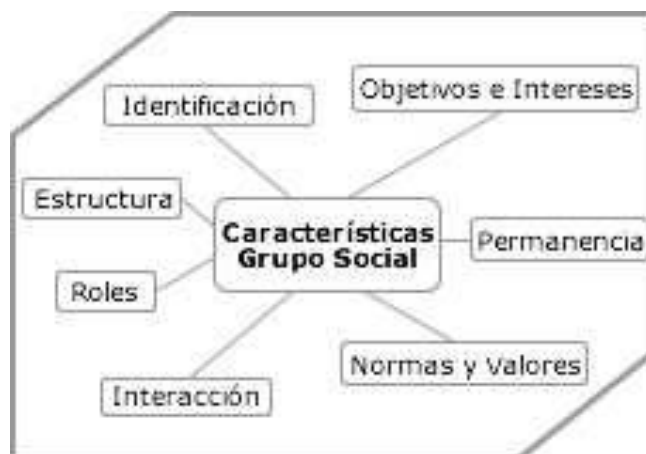 Identificación
Objetivos e Intereses
Estructura
Características
Grupo Social
Permanencia
Roles
Normas y Valores
Interacción